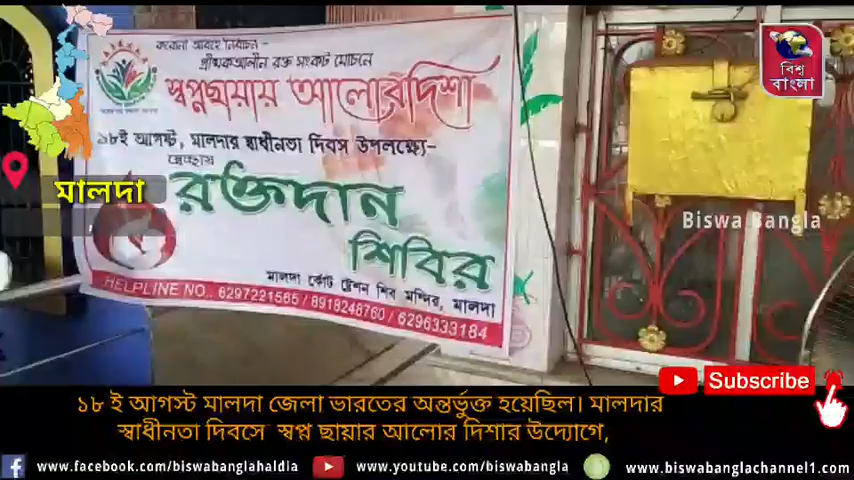 করোনা আবহে নির্বাচন -
গ্রীষ্মকালীন রক্ত সংকট মোচনে
স্বপ্নছায়ায় আলোরদিশা
১৮ই আগষ্ট, মালদার স্বাধীনতা দিবস উপলক্ষ্যে-
স্বেচ্ছায়
রক্তদান
শিবির
মালদা কোর্ট ষ্টেশন শিব মন্দির, মালদা
HELPLINE NO.: 6297221565 / 8918248760 / 6296333184
মালদা
বিশ্ব
বাংলা
Biswa Bangla
Subscribe
১৮ ই আগস্ট মালদা জেলা ভারতের অন্তর্ভুক্ত হয়েছিল। মালদার
স্বাধীনতা দিবসে স্বপ্ন ছায়ার আলোর দিশার উদ্যোগে,
www.facebook.com/biswabanglahaldia www.youtube.com/biswabangla www.biswabanglachannel1.com